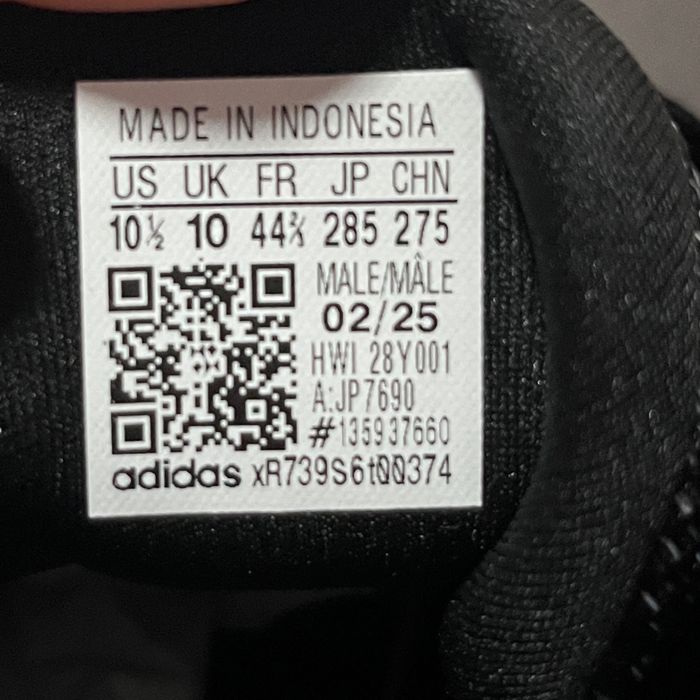 MADE IN INDONESIA
US UK FR JP CHN
10½ 10 44⅔ 285 275
MALE/MÂLE
02/25
HWI 28Y001
A:JP7690
#135937660
adidas xR739S6t00374